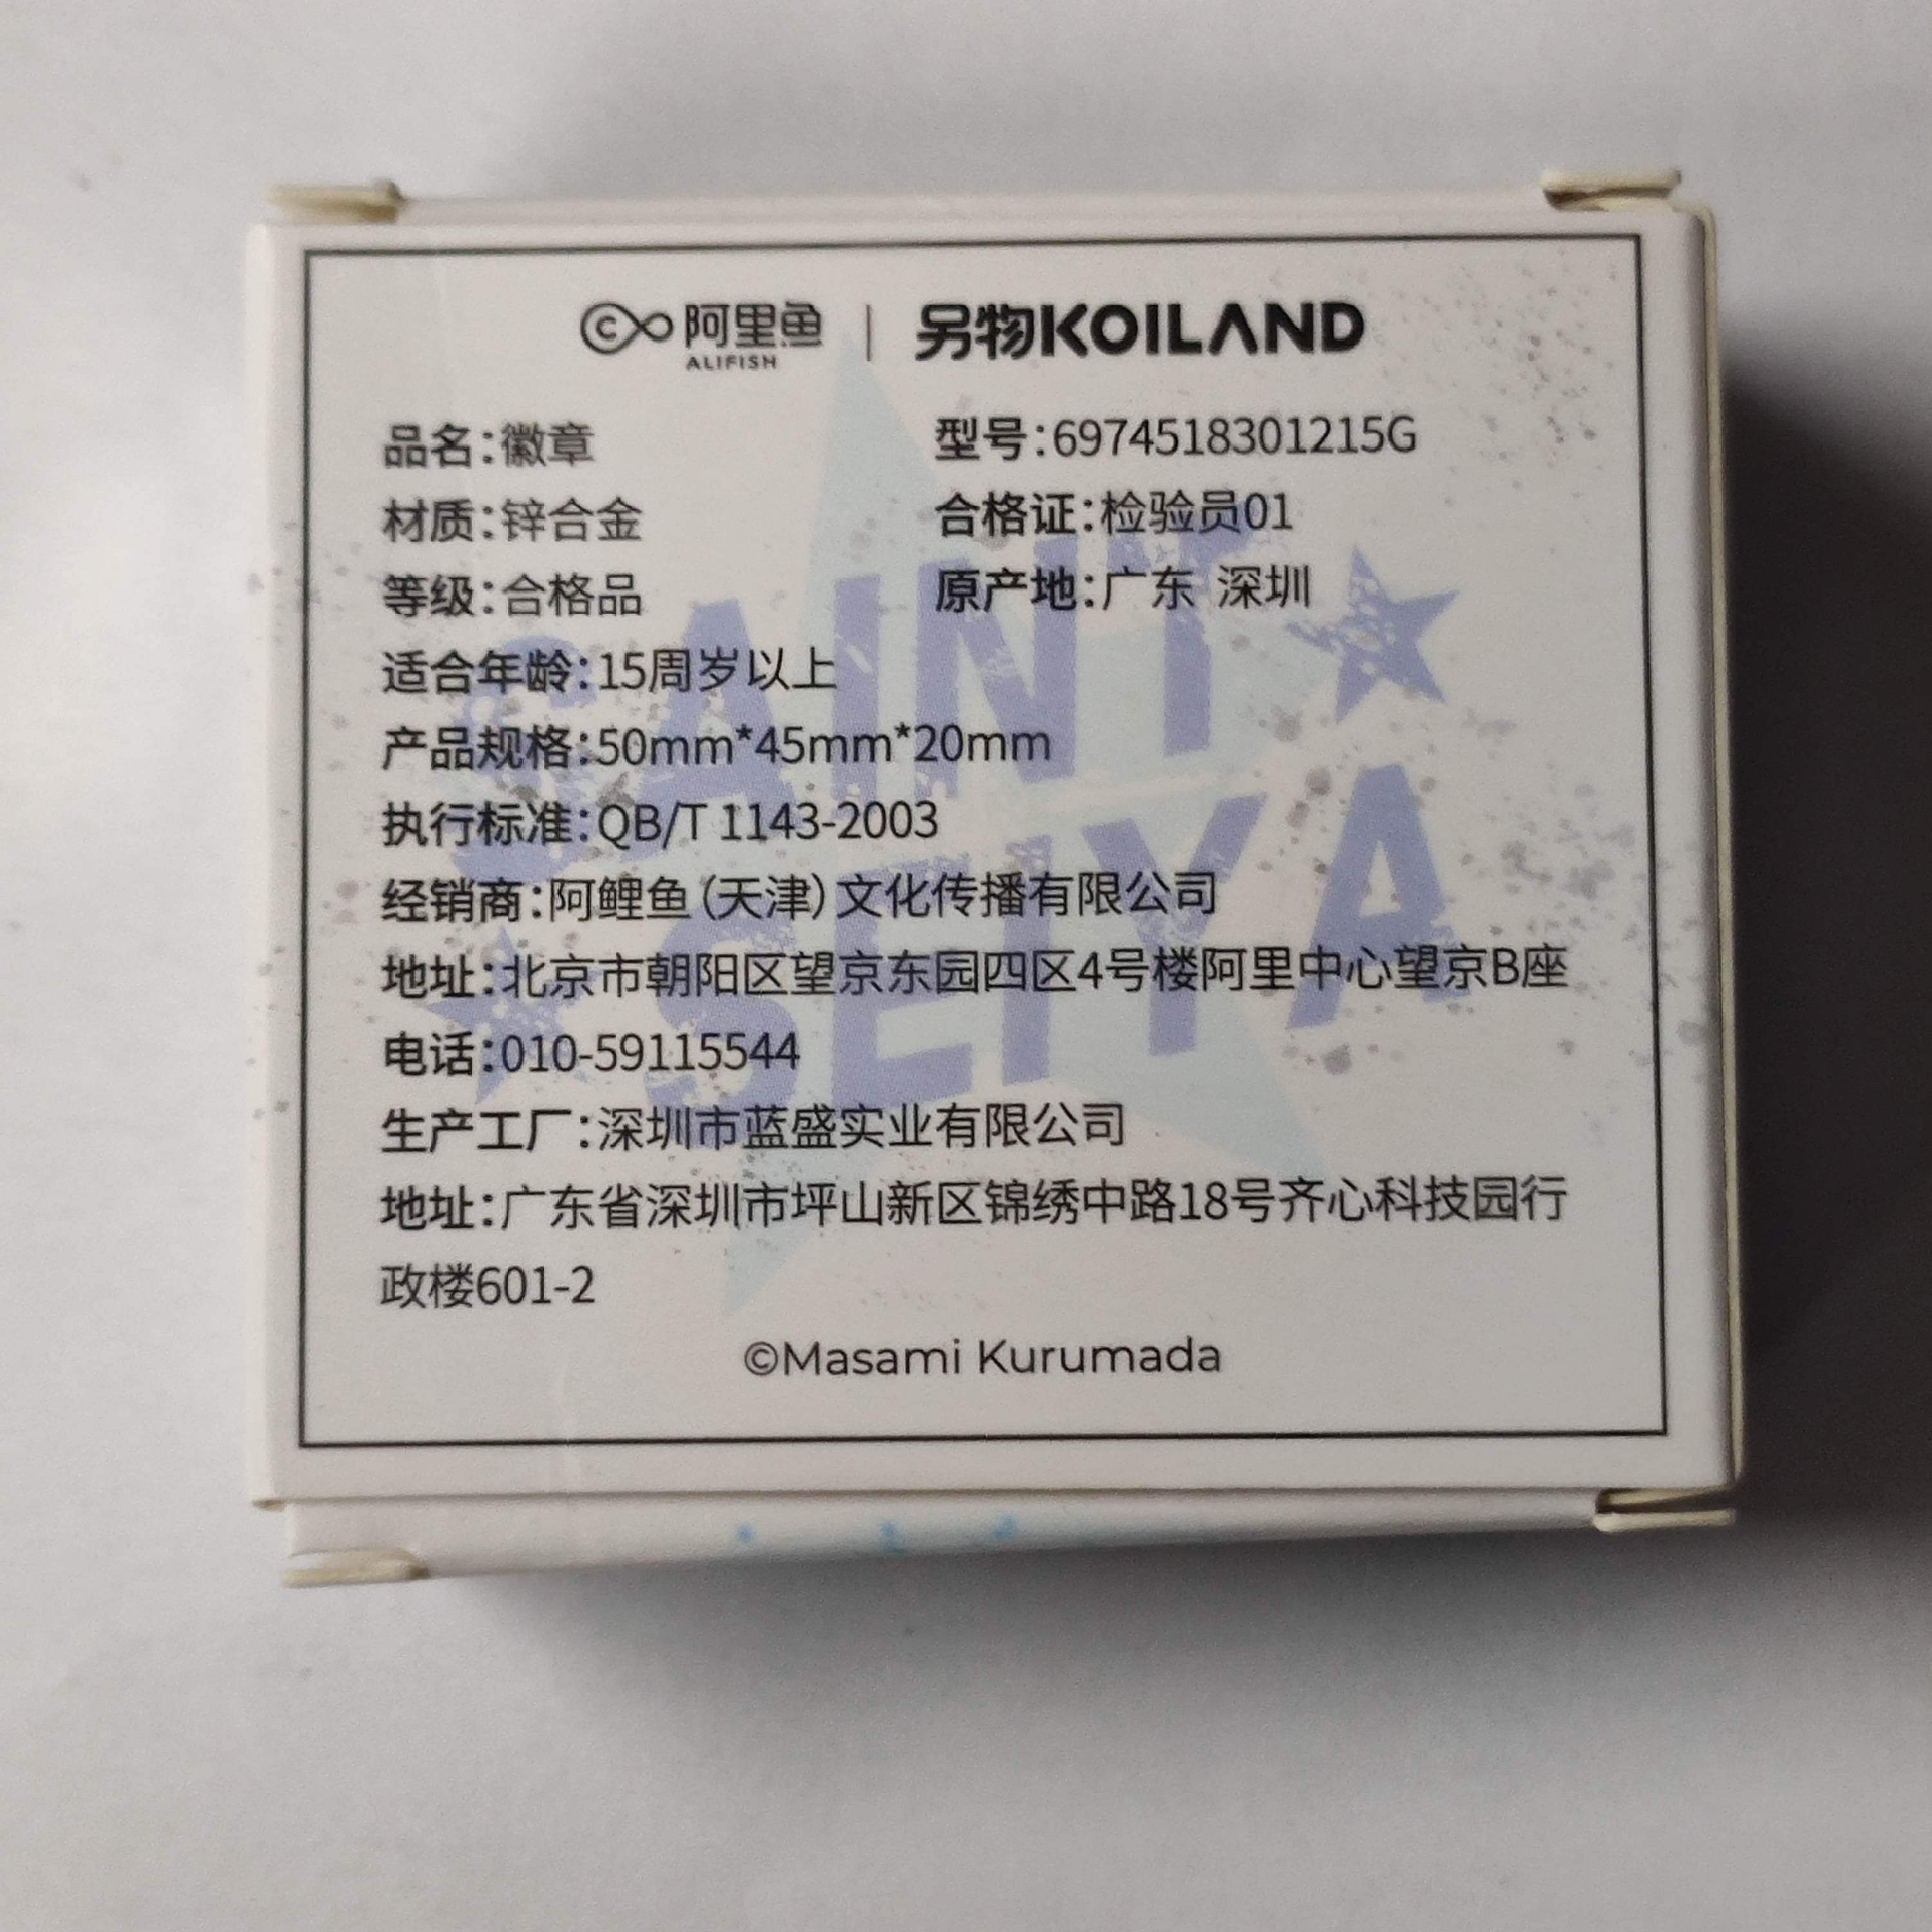 ©∞阿里鱼 | 另物KOILAND
ALIFISH
品名：徽章 型号：6974518301215G
材质：锌合金 合格证：检验员01
等级：合格品 原产地：广东 深圳
适合年龄：15周岁以上
产品规格：50mm*45mm*20mm
执行标准：QB/T 1143-2003
经销商：阿鲤鱼（天津）文化传播有限公司
地址：北京市朝阳区望京东园四区4号楼阿里中心望京B座
电话：010-59115544
生产工厂：深圳市蓝盛实业有限公司
地址：广东省深圳市坪山新区锦绣中路18号齐心科技园行
政楼601-2
©Masami Kurumada
SAINT
SEIYA